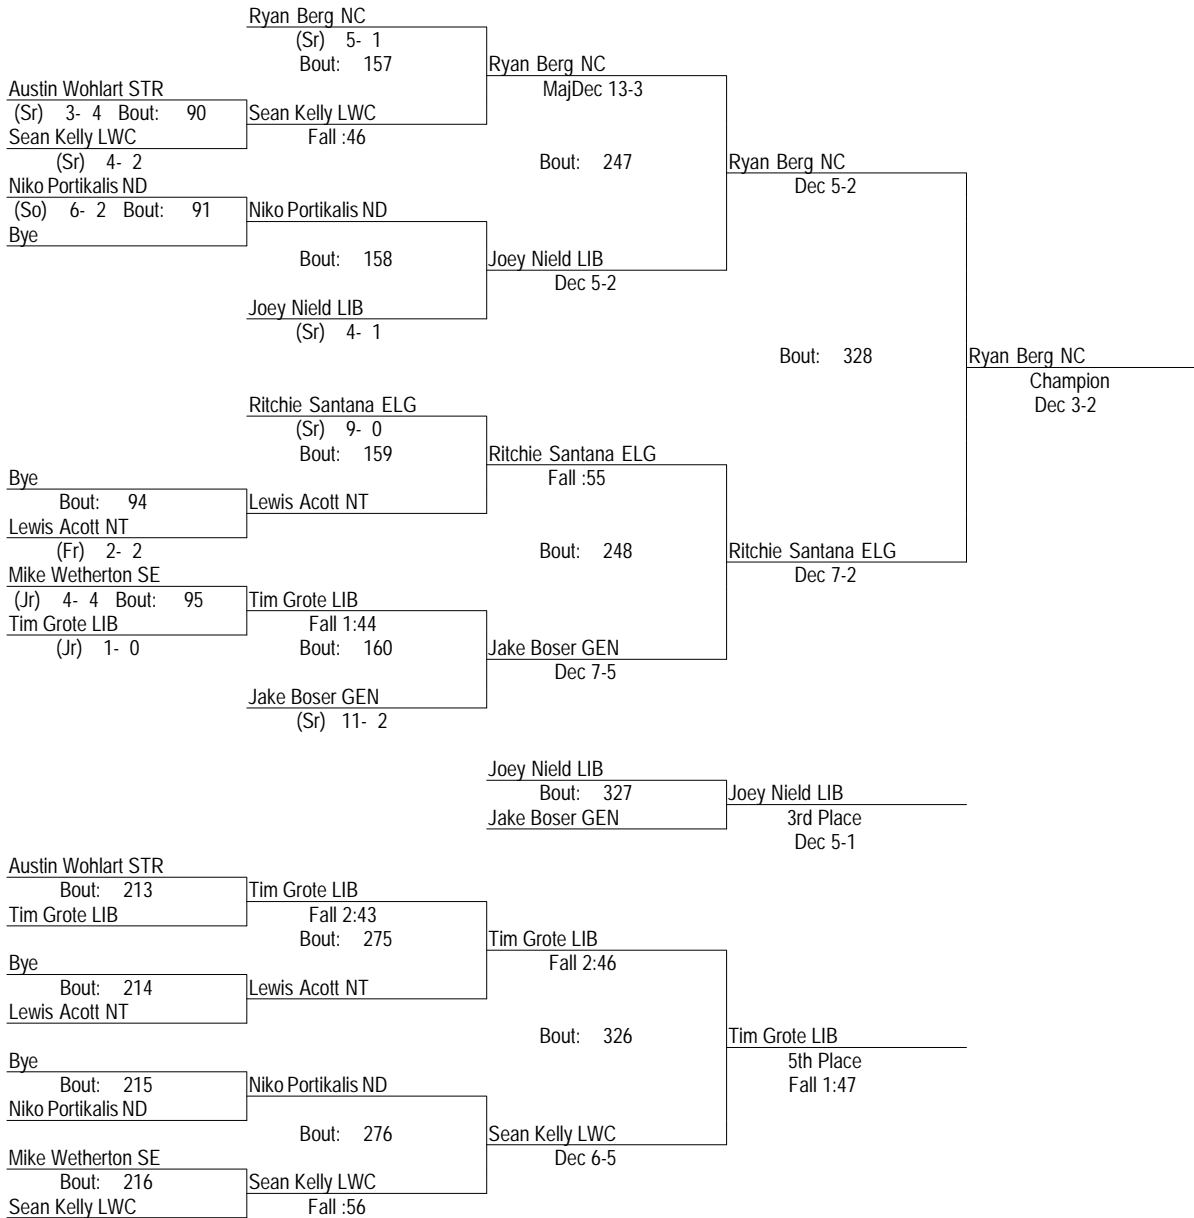 Ryan Berg NC
(Sr) 5- 1
Bout: 157
Ryan Berg NC
MajDec 13-3
Austin Wohlart STR
(Sr) 3- 4 Bout: 90
Sean Kelly LWC
Fall :46
Sean Kelly LWC
(Sr) 4- 2
Bout: 247
Ryan Berg NC
Dec 5-2
Niko Portikalis ND
(So) 6- 2 Bout: 91
Niko Portikalis ND
Bye
Bout: 158
Joey Nield LIB
Dec 5-2
Joey Nield LIB
(Sr) 4- 1
Bout: 328
Ryan Berg NC
Champion
Dec 3-2
Ritchie Santana ELG
(Sr) 9- 0
Bout: 159
Ritchie Santana ELG
Fall :55
Bye
Bout: 94
Lewis Acott NT
Lewis Acott NT
(Fr) 2- 2
Bout: 248
Ritchie Santana ELG
Dec 7-2
Mike Wetherton SE
(Jr) 4- 4 Bout: 95
Tim Grote LIB
Fall 1:44
Tim Grote LIB
(Jr) 1- 0
Bout: 160
Jake Boser GEN
Dec 7-5
Jake Boser GEN
(Sr) 11- 2
Joey Nield LIB
Bout: 327
Jake Boser GEN
Joey Nield LIB
3rd Place
Dec 5-1
Austin Wohlart STR
Bout: 213
Tim Grote LIB
Tim Grote LIB
Fall 2:43
Bout: 275
Tim Grote LIB
Fall 2:46
Bye
Bout: 214
Lewis Acott NT
Lewis Acott NT
Bout: 326
Tim Grote LIB
5th Place
Fall 1:47
Bye
Bout: 215
Niko Portikalis ND
Niko Portikalis ND
Bout: 276
Sean Kelly LWC
Dec 6-5
Mike Wetherton SE
Bout: 216
Sean Kelly LWC
Sean Kelly LWC
Fall :56